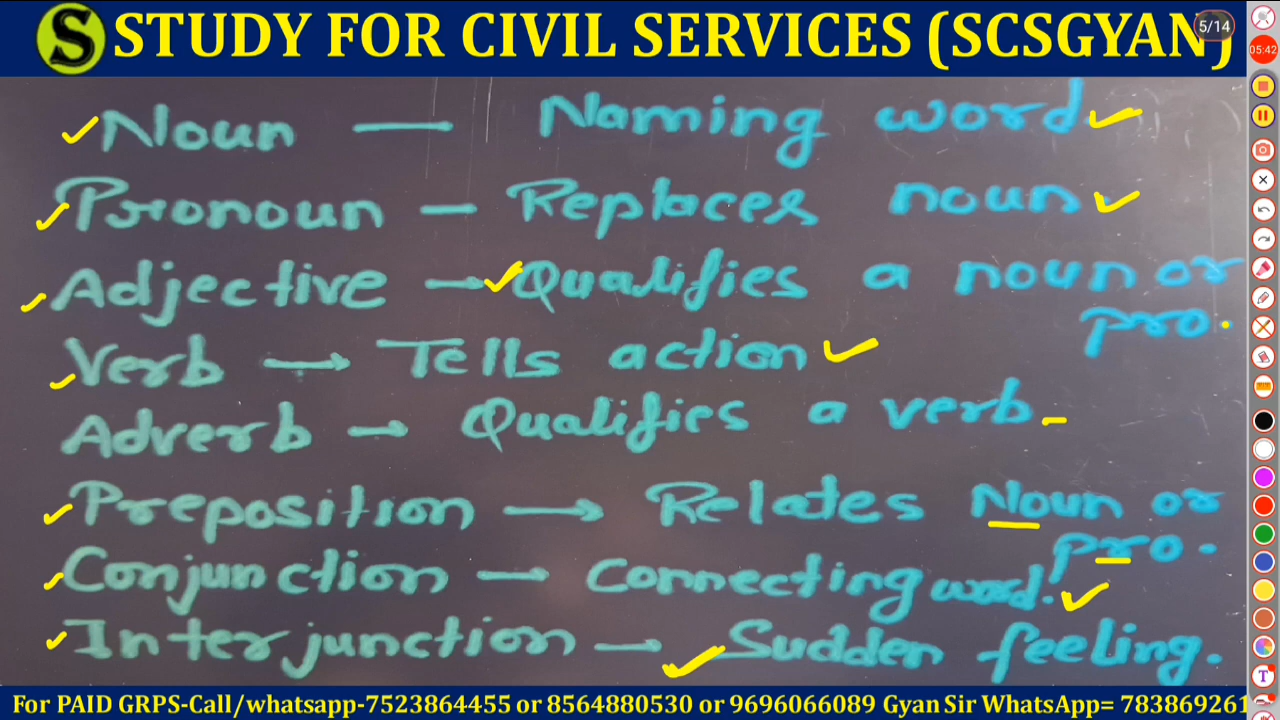 S STUDY FOR CIVIL SERVICES (SCSGYAN)
5/14
05:42
Noun — Naming word
Pronoun — Replaces noun
Adjective → Qualifies a noun or
pro.
Verb → Tells action
Adverb → Qualifies a verb
Preposition → Relates Noun or
pro.
Conjunction → Connecting word.
Interjunction → Sudden feeling.
T
For PAID GRPS-Call/whatsapp-7523864455 or 8564880530 or 9696066089 Gyan Sir WhatsApp= 783869261